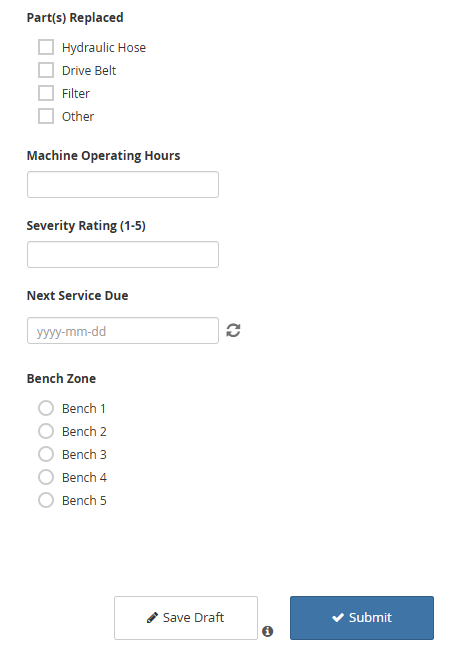 Part(s) Replaced
Hydraulic Hose
Drive Belt
Filter
Other
Machine Operating Hours
Severity Rating (1-5)
Next Service Due
yyyy-mm-dd
Bench Zone
Bench 1
Bench 2
Bench 3
Bench 4
Bench 5
Save Draft
Submit